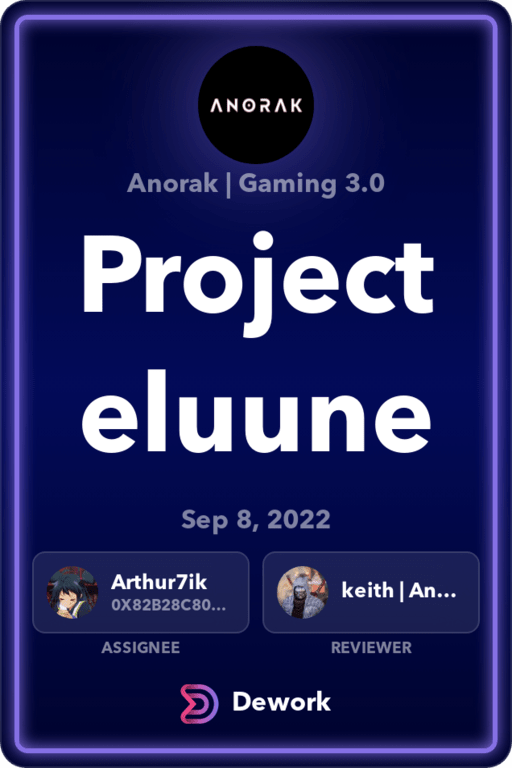 ANORAK
Anorak | Gaming 3.0
Project
eluune
Sep 8, 2022
Arthur7ik
0X82B28C80...
ASSIGNEE
keith | An...
REVIEWER
Dework